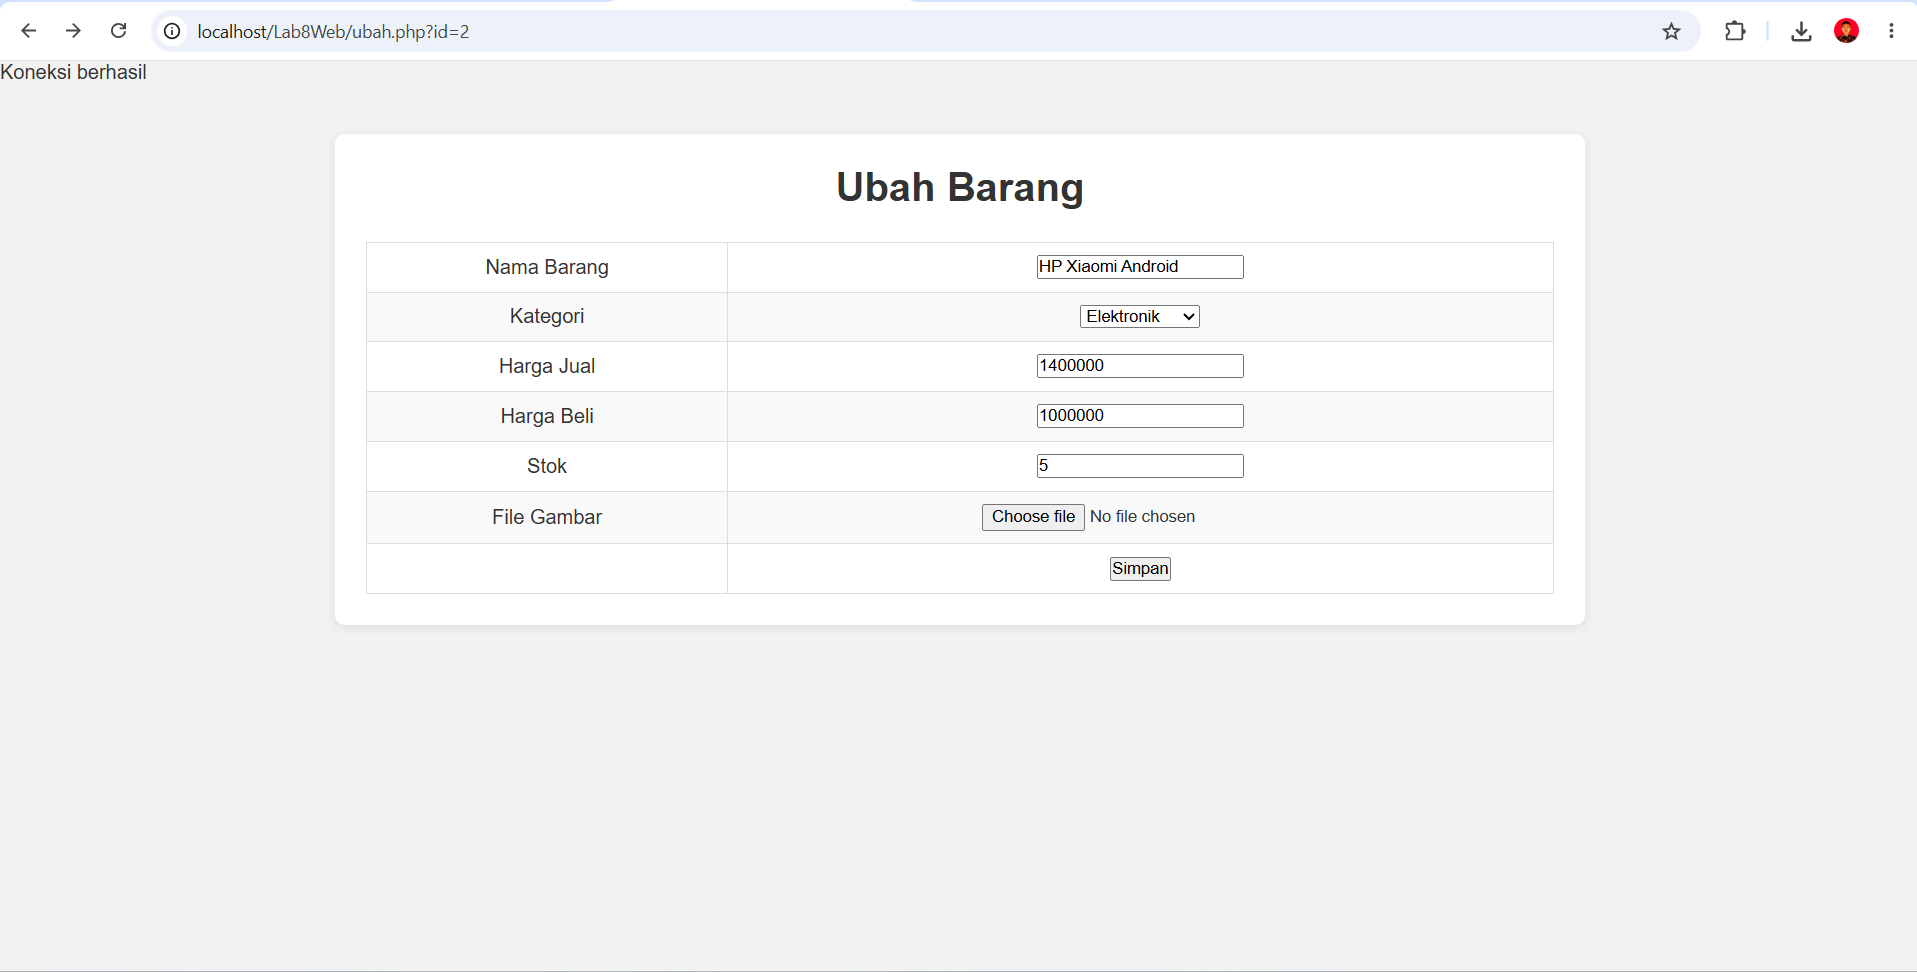 localhost/Lab8Web/ubah.php?id=2
Koneksi berhasil
Ubah Barang
Nama Barang HP Xiaomi Android
Kategori Elektronik
Harga Jual 1400000
Harga Beli 1000000
Stok 5
File Gambar Choose file No file chosen
Simpan